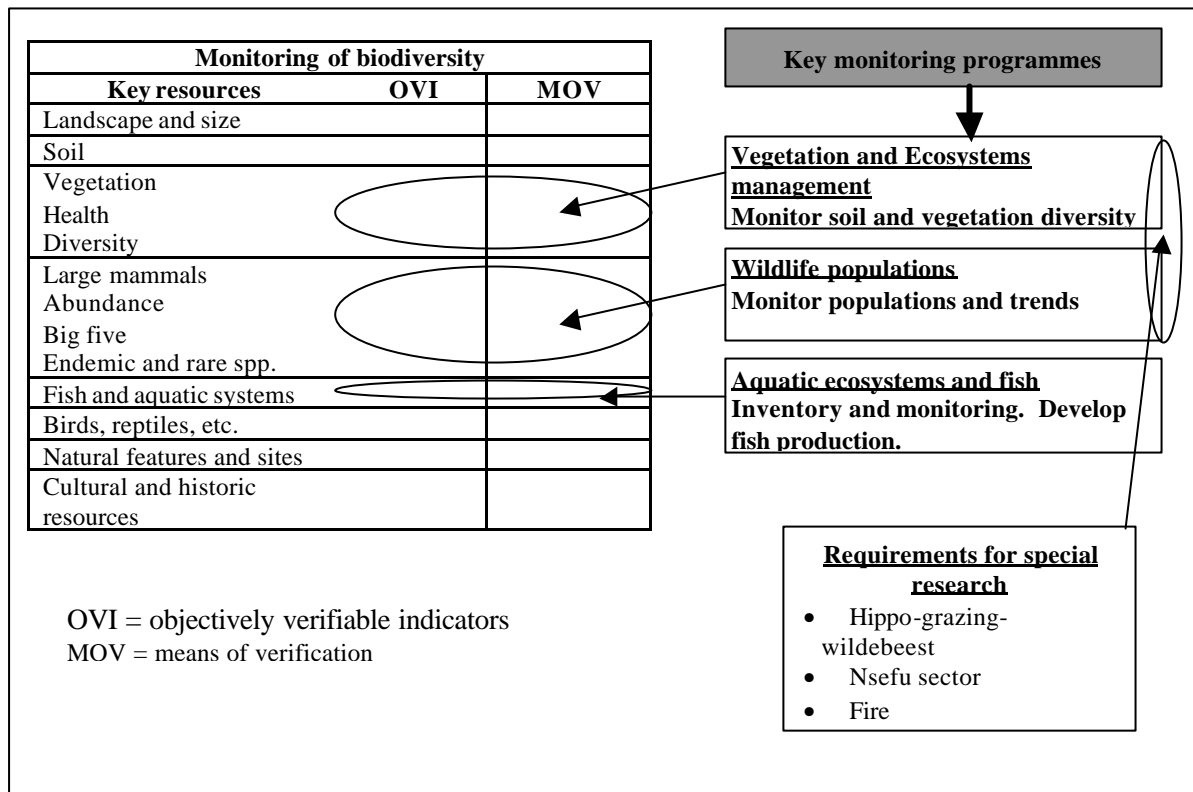 Monitoring of biodiversity
Key resources OVI MOV
Landscape and size
Soil
Vegetation
Health
Diversity
Large mammals
Abundance
Big five
Endemic and rare spp.
Fish and aquatic systems
Birds, reptiles, etc.
Natural features and sites
Cultural and historic
resources
OVI = objectively verifiable indicators
MOV = means of verification
Key monitoring programmes
Vegetation and Ecosystems
management
Monitor soil and vegetation diversity
Wildlife populations
Monitor populations and trends
Aquatic ecosystems and fish
Inventory and monitoring. Develop
fish production.
Requirements for special
research
• Hippo-grazing-
wildebeest
• Nsefu sector
• Fire